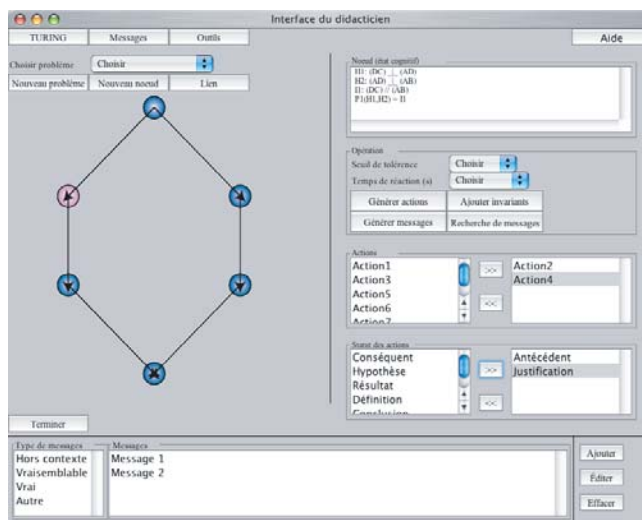 Interface du didacticien
TURING
Messages
Outils
Aide
Choisir problème
Choisir
Nouveau problème
Nouveau noeud
Lien
Noeud (état cognitif)
H1: (DC) _|_ (AD)
H2: (AD) _|_ (AB)
I1: (DC) // (AB)
P1(H1,H2) = I1
Opération
Seuil de tolérence
Choisir
Temps de réaction (s)
Choisir
Générer actions
Ajouter invariants
Générer messages
Recherche de messages
Actions
Action1
Action3
Action5
Action6
Action7
>>
<<
Action2
Action4
Statut des actions
Conséquent
Hypothèse
Résultat
Définition
Conclusion
>>
<<
Antécédent
Justification
Terminer
Type de messages
Hors contexte
Vraisemblable
Vrai
Autre
Messages
Message 1
Message 2
Ajouter
Éditer
Effacer